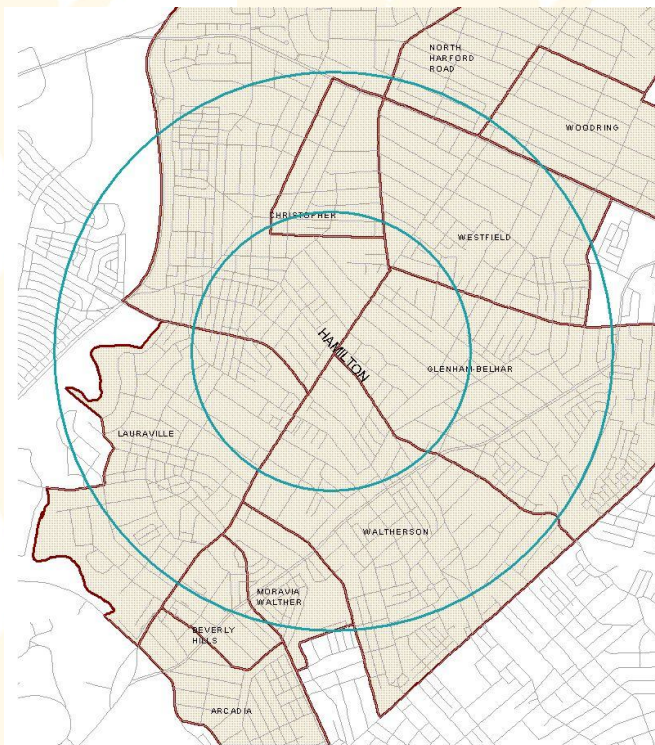 NORTH
HARFORD
ROAD
WOODRING
CHRISTOPHER
WESTFIELD
HAMILTON
GLENHAM-BELHAR
LAURAVILLE
WALTHERSON
MORAVIA
WALTHER
BEVERLY
HILLS
ARCADIA